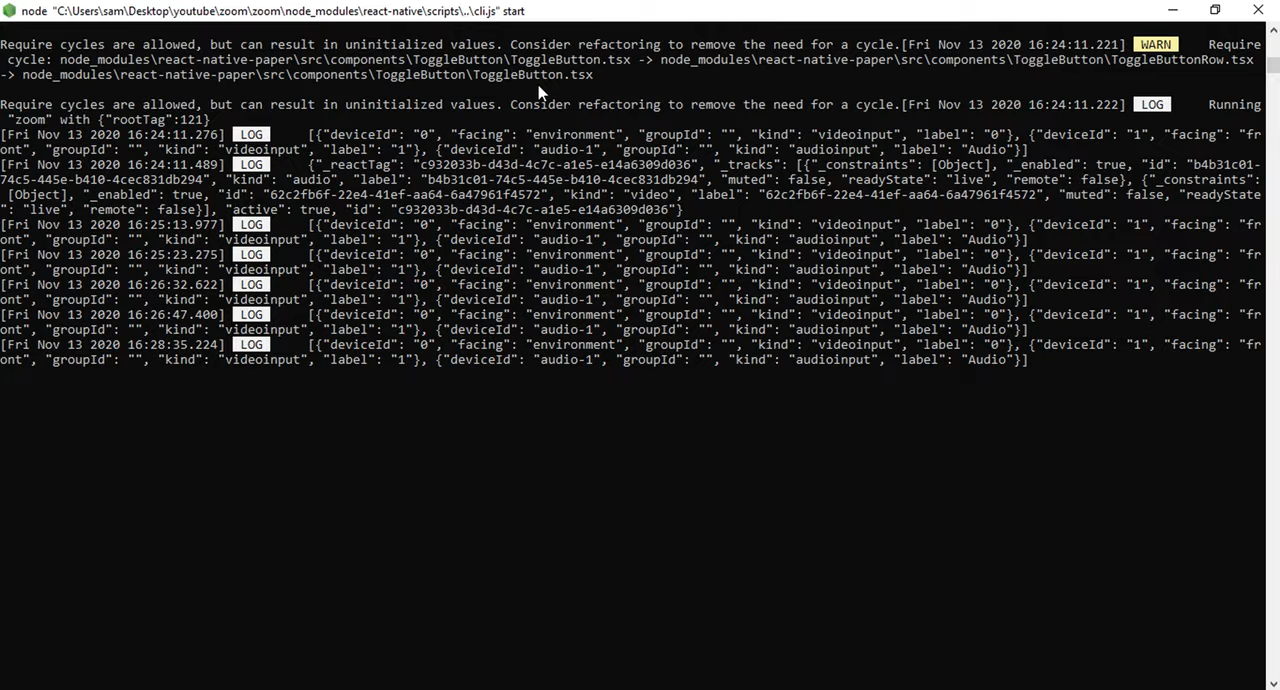 node "C:\Users\sam\Desktop\youtube\zoom\zoom\node_modules\react-native\scripts\..\cli.js" start
Require cycles are allowed, but can result in uninitialized values. Consider refactoring to remove the need for a cycle.[Fri Nov 13 2020 16:24:11.221] WARN Require
cycle: node_modules\react-native-paper\src\components\ToggleButton\ToggleButton.tsx -> node_modules\react-native-paper\src\components\ToggleButton\ToggleButtonRow.tsx
-> node_modules\react-native-paper\src\components\ToggleButton\ToggleButton.tsx
Require cycles are allowed, but can result in uninitialized values. Consider refactoring to remove the need for a cycle.[Fri Nov 13 2020 16:24:11.222] LOG Running
"zoom" with {"rootTag":121}
[Fri Nov 13 2020 16:24:11.276] LOG [{"deviceId": "0", "facing": "environment", "groupId": "", "kind": "videoinput", "label": "0"}, {"deviceId": "1", "facing": "fr
ont", "groupId": "", "kind": "videoinput", "label": "1"}, {"deviceId": "audio-1", "groupId": "", "kind": "audioinput", "label": "Audio"}]
[Fri Nov 13 2020 16:24:11.489] LOG {"_reactTag": "c932033b-d43d-4c7c-a1e5-e14a6309d036", "_tracks": [{"_constraints": [Object], "_enabled": true, "id": "b4b31c01-
74c5-445e-b410-4cec831db294", "kind": "audio", "label": "b4b31c01-74c5-445e-b410-4cec831db294", "muted": false, "readyState": "live", "remote": false}, {"_constraints":
[Object], "_enabled": true, "id": "62c2fb6f-22e4-41ef-aa64-6a47961f4572", "kind": "video", "label": "62c2fb6f-22e4-41ef-aa64-6a47961f4572", "muted": false, "readyState
": "live", "remote": false}], "active": true, "id": "c932033b-d43d-4c7c-a1e5-e14a6309d036"}
[Fri Nov 13 2020 16:25:13.977] LOG [{"deviceId": "0", "facing": "environment", "groupId": "", "kind": "videoinput", "label": "0"}, {"deviceId": "1", "facing": "fr
ont", "groupId": "", "kind": "videoinput", "label": "1"}, {"deviceId": "audio-1", "groupId": "", "kind": "audioinput", "label": "Audio"}]
[Fri Nov 13 2020 16:25:23.275] LOG [{"deviceId": "0", "facing": "environment", "groupId": "", "kind": "videoinput", "label": "0"}, {"deviceId": "1", "facing": "fr
ont", "groupId": "", "kind": "videoinput", "label": "1"}, {"deviceId": "audio-1", "groupId": "", "kind": "audioinput", "label": "Audio"}]
[Fri Nov 13 2020 16:26:32.622] LOG [{"deviceId": "0", "facing": "environment", "groupId": "", "kind": "videoinput", "label": "0"}, {"deviceId": "1", "facing": "fr
ont", "groupId": "", "kind": "videoinput", "label": "1"}, {"deviceId": "audio-1", "groupId": "", "kind": "audioinput", "label": "Audio"}]
[Fri Nov 13 2020 16:26:47.400] LOG [{"deviceId": "0", "facing": "environment", "groupId": "", "kind": "videoinput", "label": "0"}, {"deviceId": "1", "facing": "fr
ont", "groupId": "", "kind": "videoinput", "label": "1"}, {"deviceId": "audio-1", "groupId": "", "kind": "audioinput", "label": "Audio"}]
[Fri Nov 13 2020 16:28:35.224] LOG [{"deviceId": "0", "facing": "environment", "groupId": "", "kind": "videoinput", "label": "0"}, {"deviceId": "1", "facing": "fr
ont", "groupId": "", "kind": "videoinput", "label": "1"}, {"deviceId": "audio-1", "groupId": "", "kind": "audioinput", "label": "Audio"}]